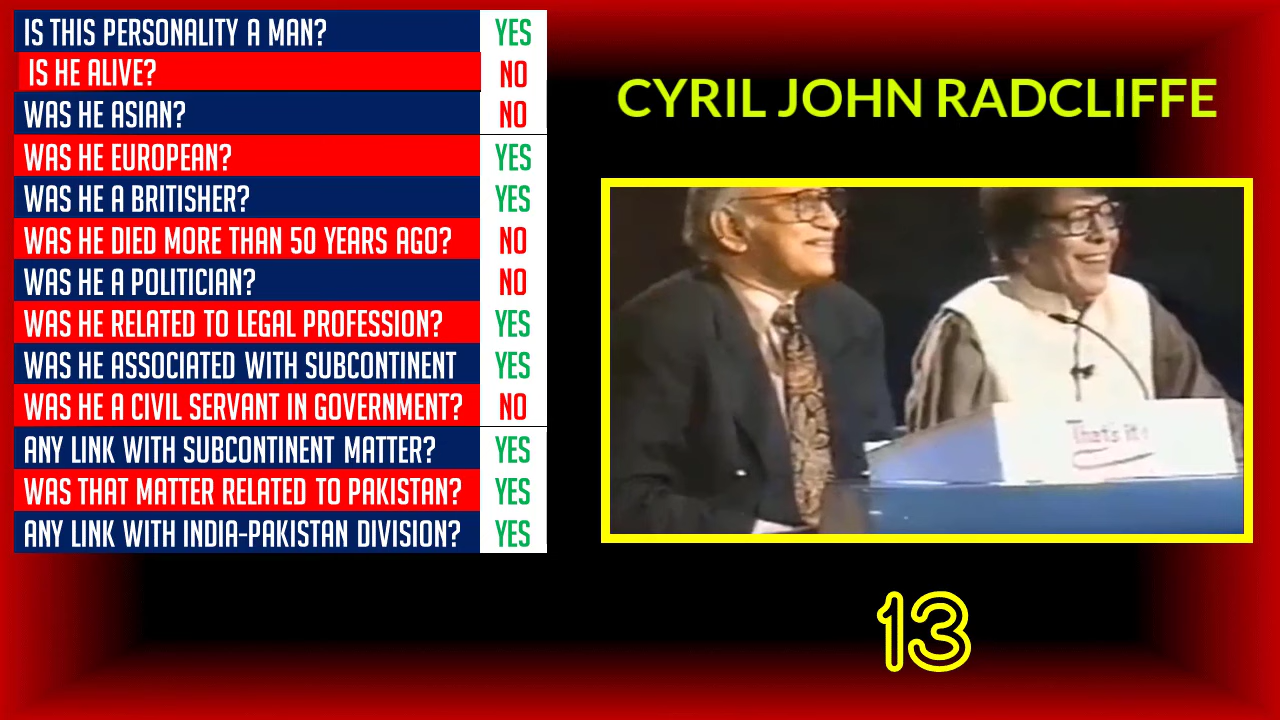 IS THIS PERSONALITY A MAN? YES
IS HE ALIVE? NO
WAS HE ASIAN? NO
WAS HE EUROPEAN? YES
WAS HE A BRITISHER? YES
WAS HE DIED MORE THAN 50 YEARS AGO? NO
WAS HE A POLITICIAN? NO
WAS HE RELATED TO LEGAL PROFESSION? YES
WAS HE ASSOCIATED WITH SUBCONTINENT YES
WAS HE A CIVIL SERVANT IN GOVERNMENT? NO
ANY LINK WITH SUBCONTINENT MATTER? YES
WAS THAT MATTER RELATED TO PAKISTAN? YES
ANY LINK WITH INDIA-PAKISTAN DIVISION? YES
CYRIL JOHN RADCLIFFE
That's it!
13